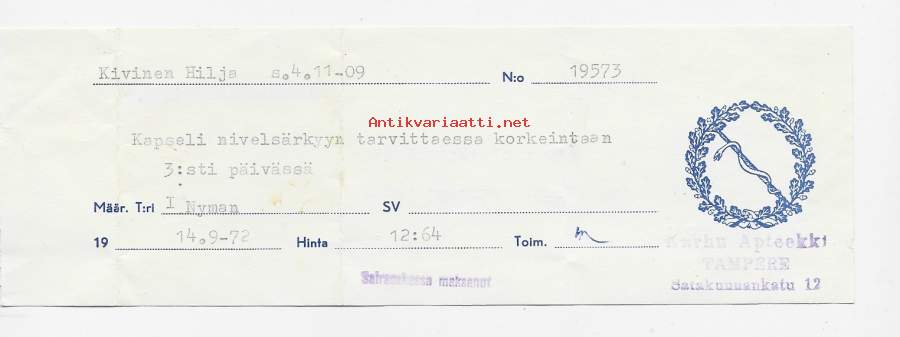 Kivinen Hilja s.4.11-09 N:o 19573
Antikvariaatti.net
Kapseli nivelsärkyyn tarvittaessa korkeintaan
3:sti päivässä
Määr. T:ri I Nyman SV
19 14.9-72 Hinta 12:64 Toim.
Karhu Apteekki
TAMPERE
Satakunnankatu 12
Sairauskassa maksanut